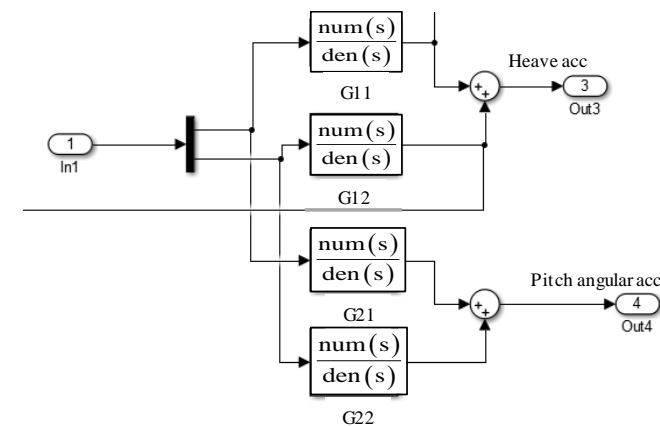 num(s)
den(s)
G11
Heave acc
3
Out3
1
In1
num(s)
den(s)
G12
num(s)
den(s)
G21
Pitch angular acc
4
Out4
num(s)
den(s)
G22